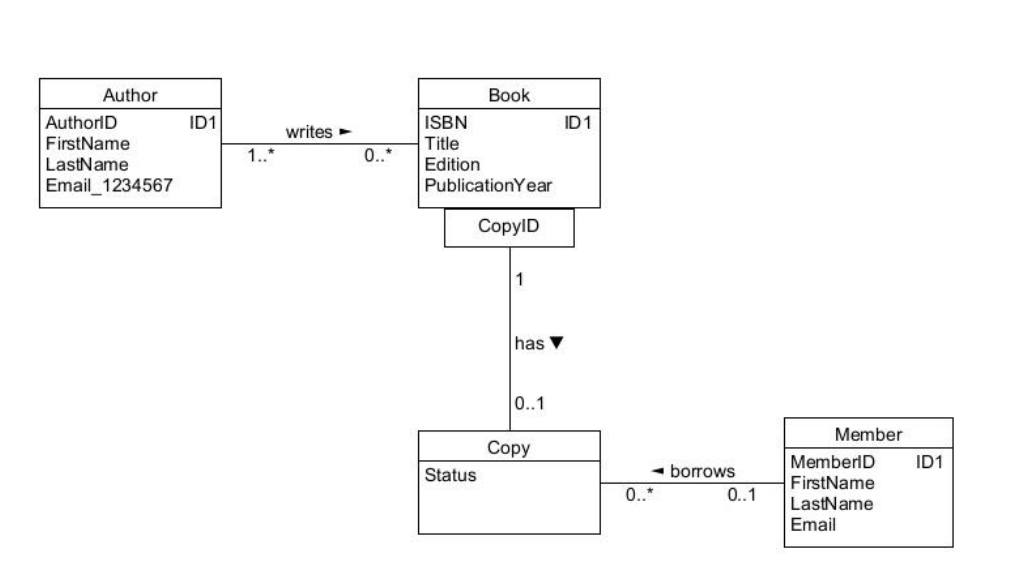 Author
AuthorID ID1
FirstName
LastName
Email_1234567
writes ►
1..* 0..*
Book
ISBN ID1
Title
Edition
PublicationYear
CopyID
1
has ▼
0..1
Copy
Status
◄ borrows
0..* 0..1
Member
MemberID ID1
FirstName
LastName
Email